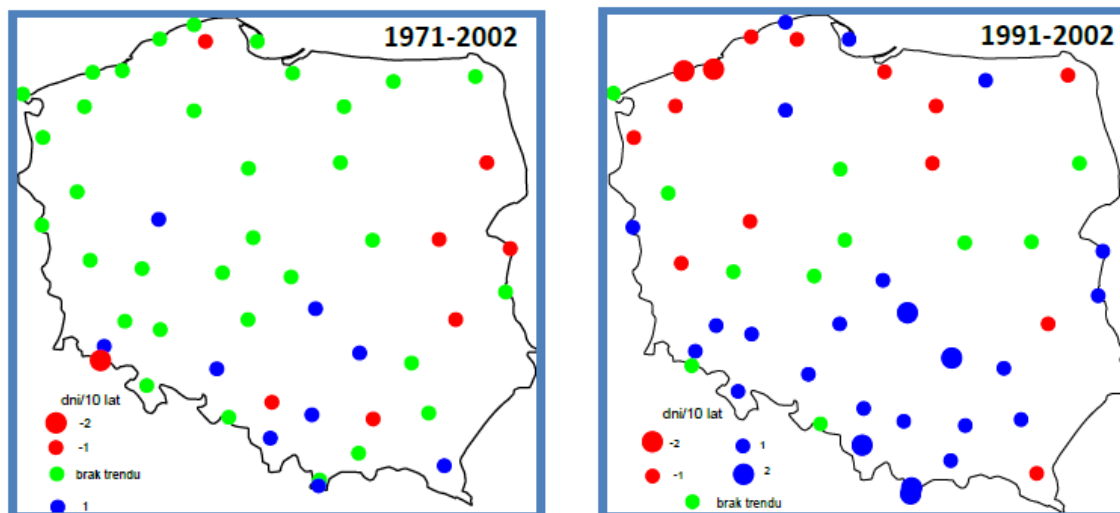 1971-2002
dni/10 lat
-2
-1
brak trendu
1
1991-2002
dni/10 lat
-2
1
-1
2
brak trendu